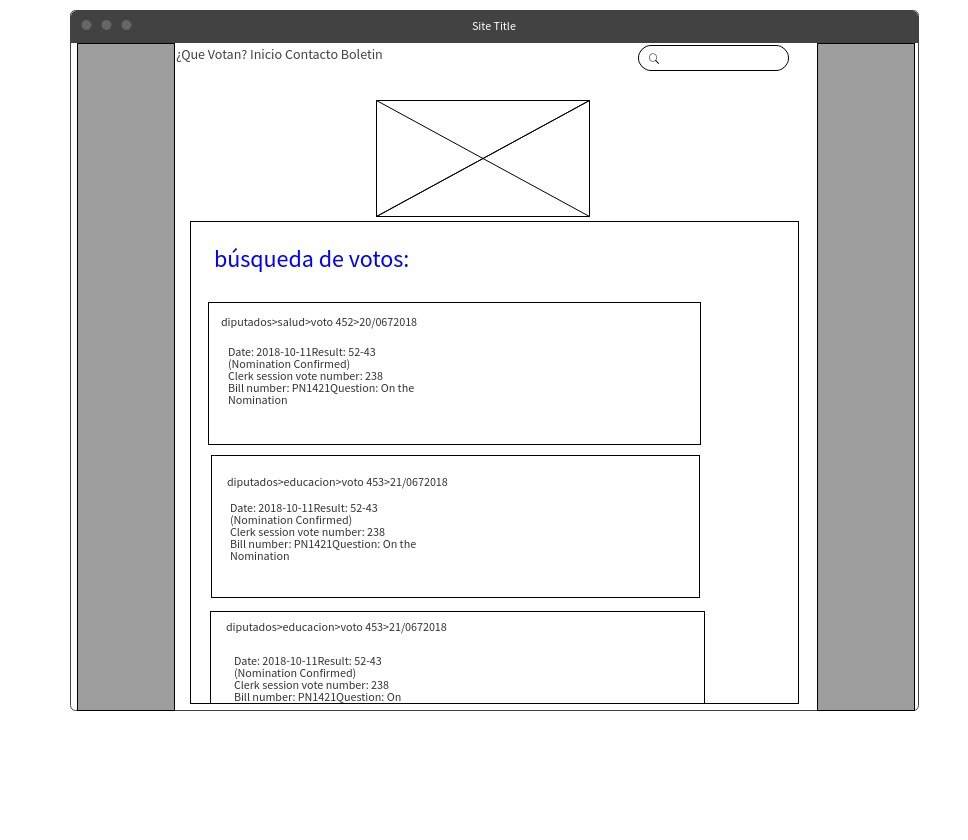 Site Title
¿Que Votan? Inicio Contacto Boletin
búsqueda de votos:
diputados>salud>voto 452>20/0672018
Date: 2018-10-11Result: 52-43
(Nomination Confirmed)
Clerk session vote number: 238
Bill number: PN1421Question: On the
Nomination
diputados>educacion>voto 453>21/0672018
Date: 2018-10-11Result: 52-43
(Nomination Confirmed)
Clerk session vote number: 238
Bill number: PN1421Question: On the
Nomination
diputados>educacion>voto 453>21/0672018
Date: 2018-10-11Result: 52-43
(Nomination Confirmed)
Clerk session vote number: 238
Bill number: PN1421Question: On